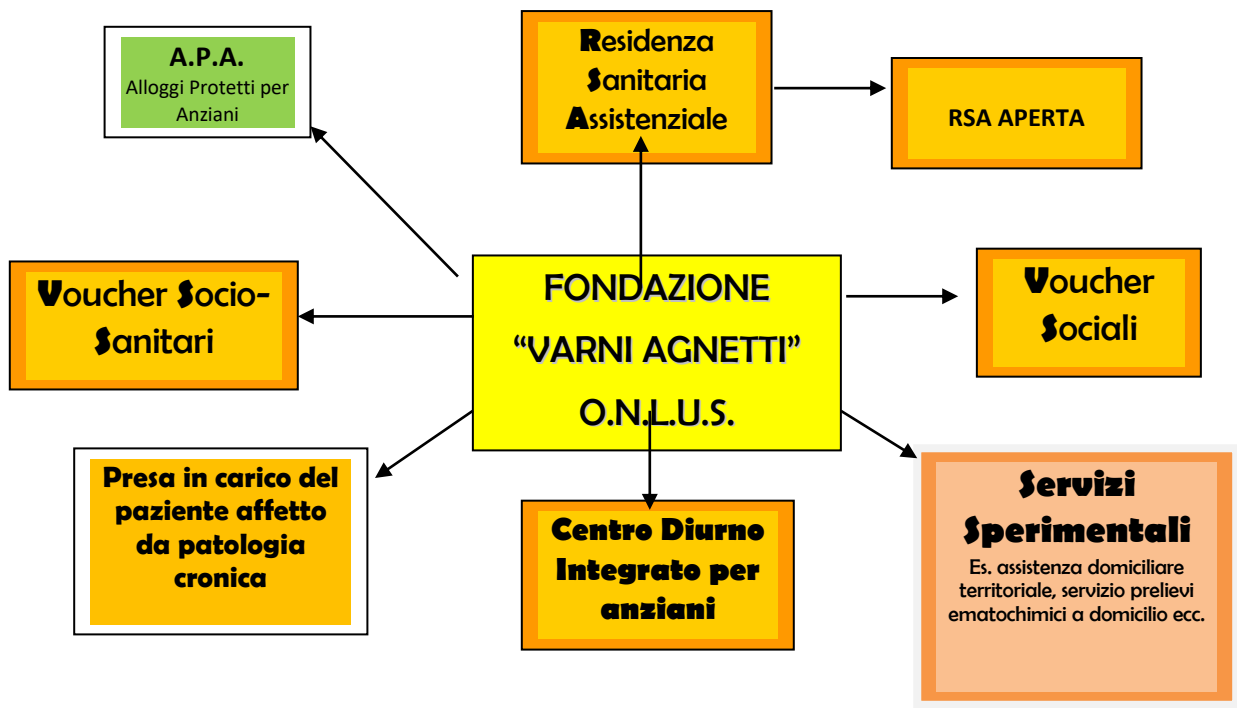 A.P.A.
Alloggi Protetti per
Anziani
Residenza
Sanitaria
Assistenziale
RSA APERTA
Voucher Socio-
Sanitari
FONDAZIONE
“VARNI AGNETTI”
O.N.L.U.S.
Voucher
Sociali
Presa in carico del
paziente affetto
da patologia
cronica
Centro Diurno
Integrato per
anziani
Servizi
Sperimentali
Es. assistenza domiciliare
territoriale, servizio prelievi
ematochimici a domicilio ecc.